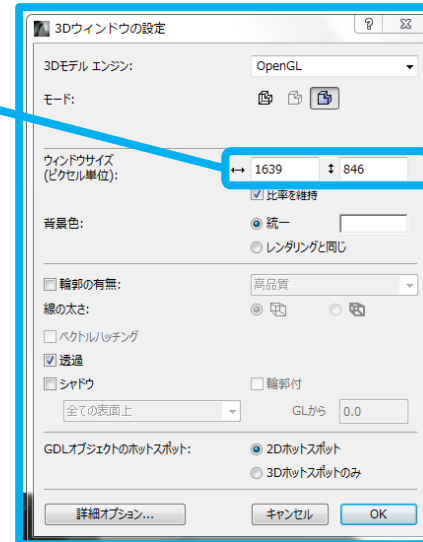 3Dウィンドウの設定
3Dモデル エンジン: OpenGL
モード:
ウィンドウサイズ
(ピクセル単位): 1639 846
比率を維持
背景色: 統一
レンダリングと同じ
輪郭の有無: 高品質
線の太さ:
ベクトルハッチング
透過
シャドウ 輪郭付
全ての表面上 GLから 0.0
GDLオブジェクトのホットスポット: 2Dホットスポット
3Dホットスポットのみ
詳細オプション... キャンセル OK